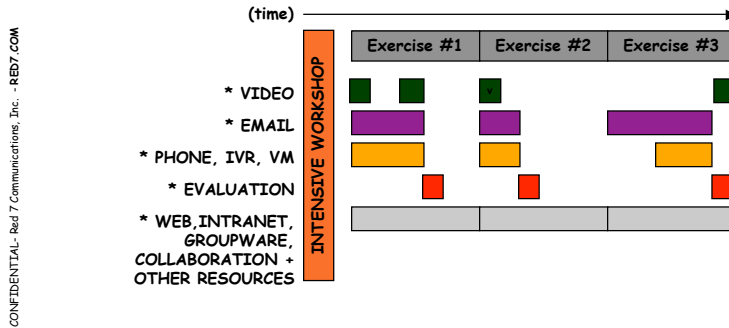 (time)
Exercise #1 Exercise #2 Exercise #3
INTENSIVE WORKSHOP
* VIDEO
v
* EMAIL
* PHONE, IVR, VM
* EVALUATION
* WEB,INTRANET,
GROUPWARE,
COLLABORATION +
OTHER RESOURCES
CONFIDENTIAL- Red 7 Communications, Inc. - RED7.COM